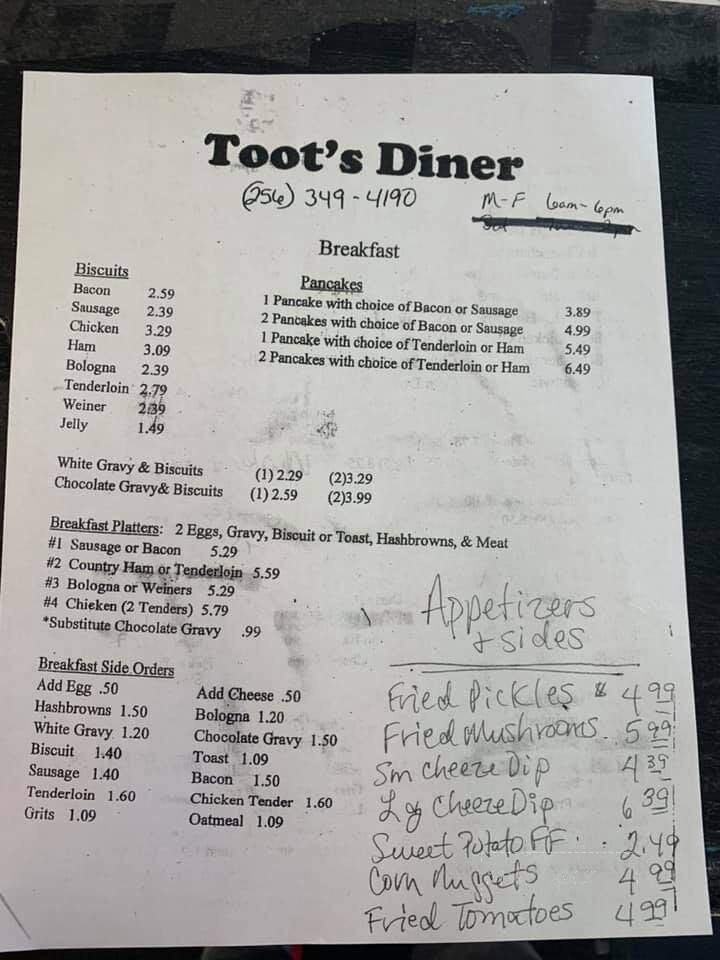 Toot's Diner
(256) 349-4190
M-F 6am-6pm
Breakfast
Biscuits
Bacon 2.59
Sausage 2.39
Chicken 3.29
Ham 3.09
Bologna 2.39
Tenderloin 2.79
Weiner 2.39
Jelly 1.49
Pancakes
1 Pancake with choice of Bacon or Sausage 3.89
2 Pancakes with choice of Bacon or Sausage 4.99
1 Pancake with choice of Tenderloin or Ham 5.49
2 Pancakes with choice of Tenderloin or Ham 6.49
White Gravy & Biscuits (1) 2.29 (2)3.29
Chocolate Gravy& Biscuits (1) 2.59 (2)3.99
Breakfast Platters: 2 Eggs, Gravy, Biscuit or Toast, Hashbrowns, & Meat
#1 Sausage or Bacon 5.29
#2 Country Ham or Tenderloin 5.59
#3 Bologna or Weiners 5.29
#4 Chicken (2 Tenders) 5.79
*Substitute Chocolate Gravy .99
Breakfast Side Orders
Add Egg .50
Hashbrowns 1.50
White Gravy 1.20
Biscuit 1.40
Sausage 1.40
Tenderloin 1.60
Grits 1.09
Add Cheese .50
Bologna 1.20
Chocolate Gravy 1.50
Toast 1.09
Bacon 1.50
Chicken Tender 1.60
Oatmeal 1.09
Appetizers
+ sides
Fried Pickles $ 4.99
Fried Mushrooms . 5.99
Sm Cheeze Dip 4.39
Lg Cheeze Dip 6.39
Sweet Potato FF . . 2.49
Corn Nuggets 4.99
Fried Tomatoes 4.99